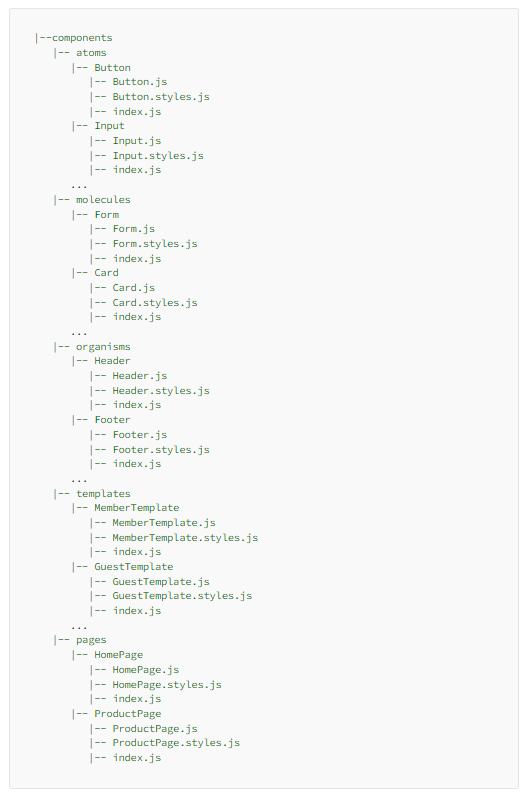 |--components
   |-- atoms
      |-- Button
         |-- Button.js
         |-- Button.styles.js
         |-- index.js
      |-- Input
         |-- Input.js
         |-- Input.styles.js
         |-- index.js
      ...
   |-- molecules
      |-- Form
         |-- Form.js
         |-- Form.styles.js
         |-- index.js
      |-- Card
         |-- Card.js
         |-- Card.styles.js
         |-- index.js
      ...
   |-- organisms
      |-- Header
         |-- Header.js
         |-- Header.styles.js
         |-- index.js
      |-- Footer
         |-- Footer.js
         |-- Footer.styles.js
         |-- index.js
      ...
   |-- templates
      |-- MemberTemplate
         |-- MemberTemplate.js
         |-- MemberTemplate.styles.js
         |-- index.js
      |-- GuestTemplate
         |-- GuestTemplate.js
         |-- GuestTemplate.styles.js
         |-- index.js
      ...
   |-- pages
      |-- HomePage
         |-- HomePage.js
         |-- HomePage.styles.js
         |-- index.js
      |-- ProductPage
         |-- ProductPage.js
         |-- ProductPage.styles.js
         |-- index.js